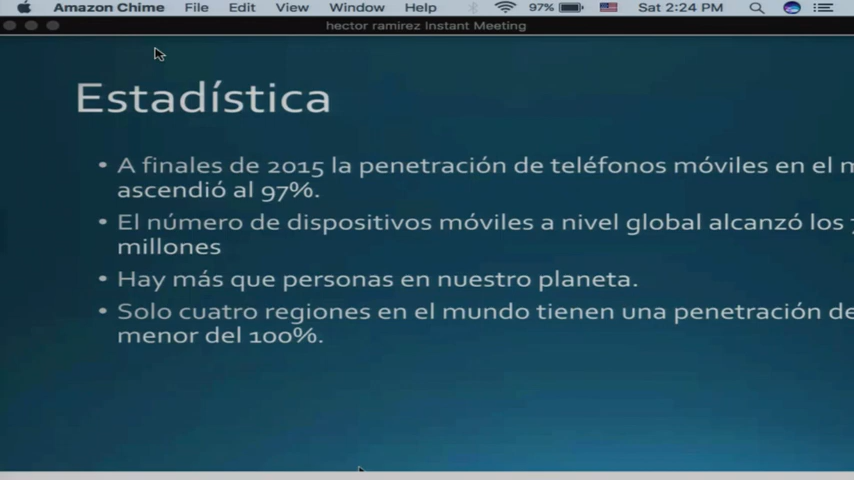 Amazon Chime File Edit View Window Help 97% Sat 2:24 PM
hector ramirez Instant Meeting
Estadística
• A finales de 2015 la penetración de teléfonos móviles en el
ascendió al 97%.
• El número de dispositivos móviles a nivel global alcanzó los
millones
• Hay más que personas en nuestro planeta.
• Solo cuatro regiones en el mundo tienen una penetración de
menor del 100%.